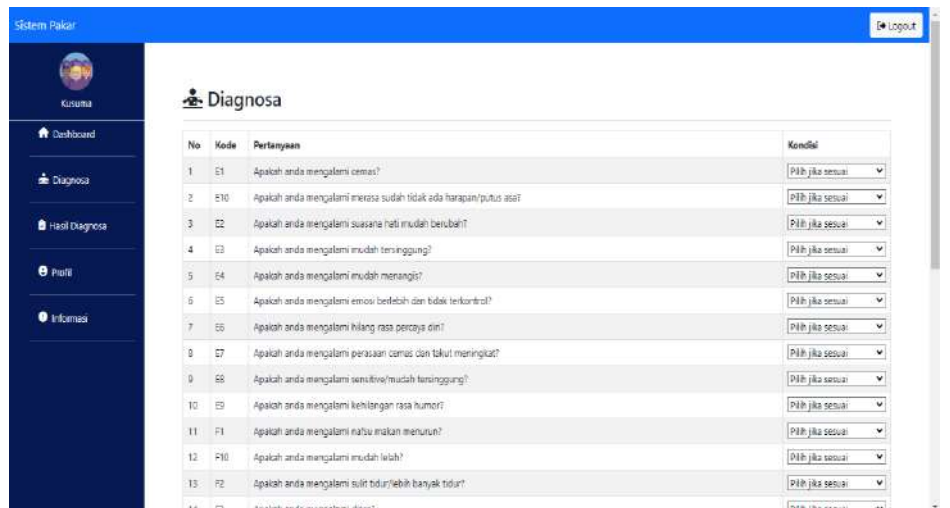 Sistem Pakar
Logout
Kusuma
Dashboard
Diagnosa
Hasil Diagnosa
Profil
Informasi
Diagnosa
No Kode Pertanyaan Kondisi
1 E1 Apakah anda mengalami cemas? Pilih jika sesuai
2 E10 Apakah anda mengalami merasa sudah tidak ada harapan/putus asa? Pilih jika sesuai
3 E2 Apakah anda mengalami suasana hati mudah berubah? Pilih jika sesuai
4 E3 Apakah anda mengalami mudah tersinggung? Pilih jika sesuai
5 E4 Apakah anda mengalami mudah menangis? Pilih jika sesuai
6 E5 Apakah anda mengalami emosi berlebih dan tidak terkontrol? Pilih jika sesuai
7 E6 Apakah anda mengalami hilang rasa percaya diri? Pilih jika sesuai
8 E7 Apakah anda mengalami perasaan cemas dan takut meningkat? Pilih jika sesuai
9 E8 Apakah anda mengalami sensitive/mudah tersinggung? Pilih jika sesuai
10 E9 Apakah anda mengalami kehilangan rasa humor? Pilih jika sesuai
11 F1 Apakah anda mengalami nafsu makan menurun? Pilih jika sesuai
12 F10 Apakah anda mengalami mudah lelah? Pilih jika sesuai
13 F2 Apakah anda mengalami sulit tidur/lebih banyak tidur? Pilih jika sesuai